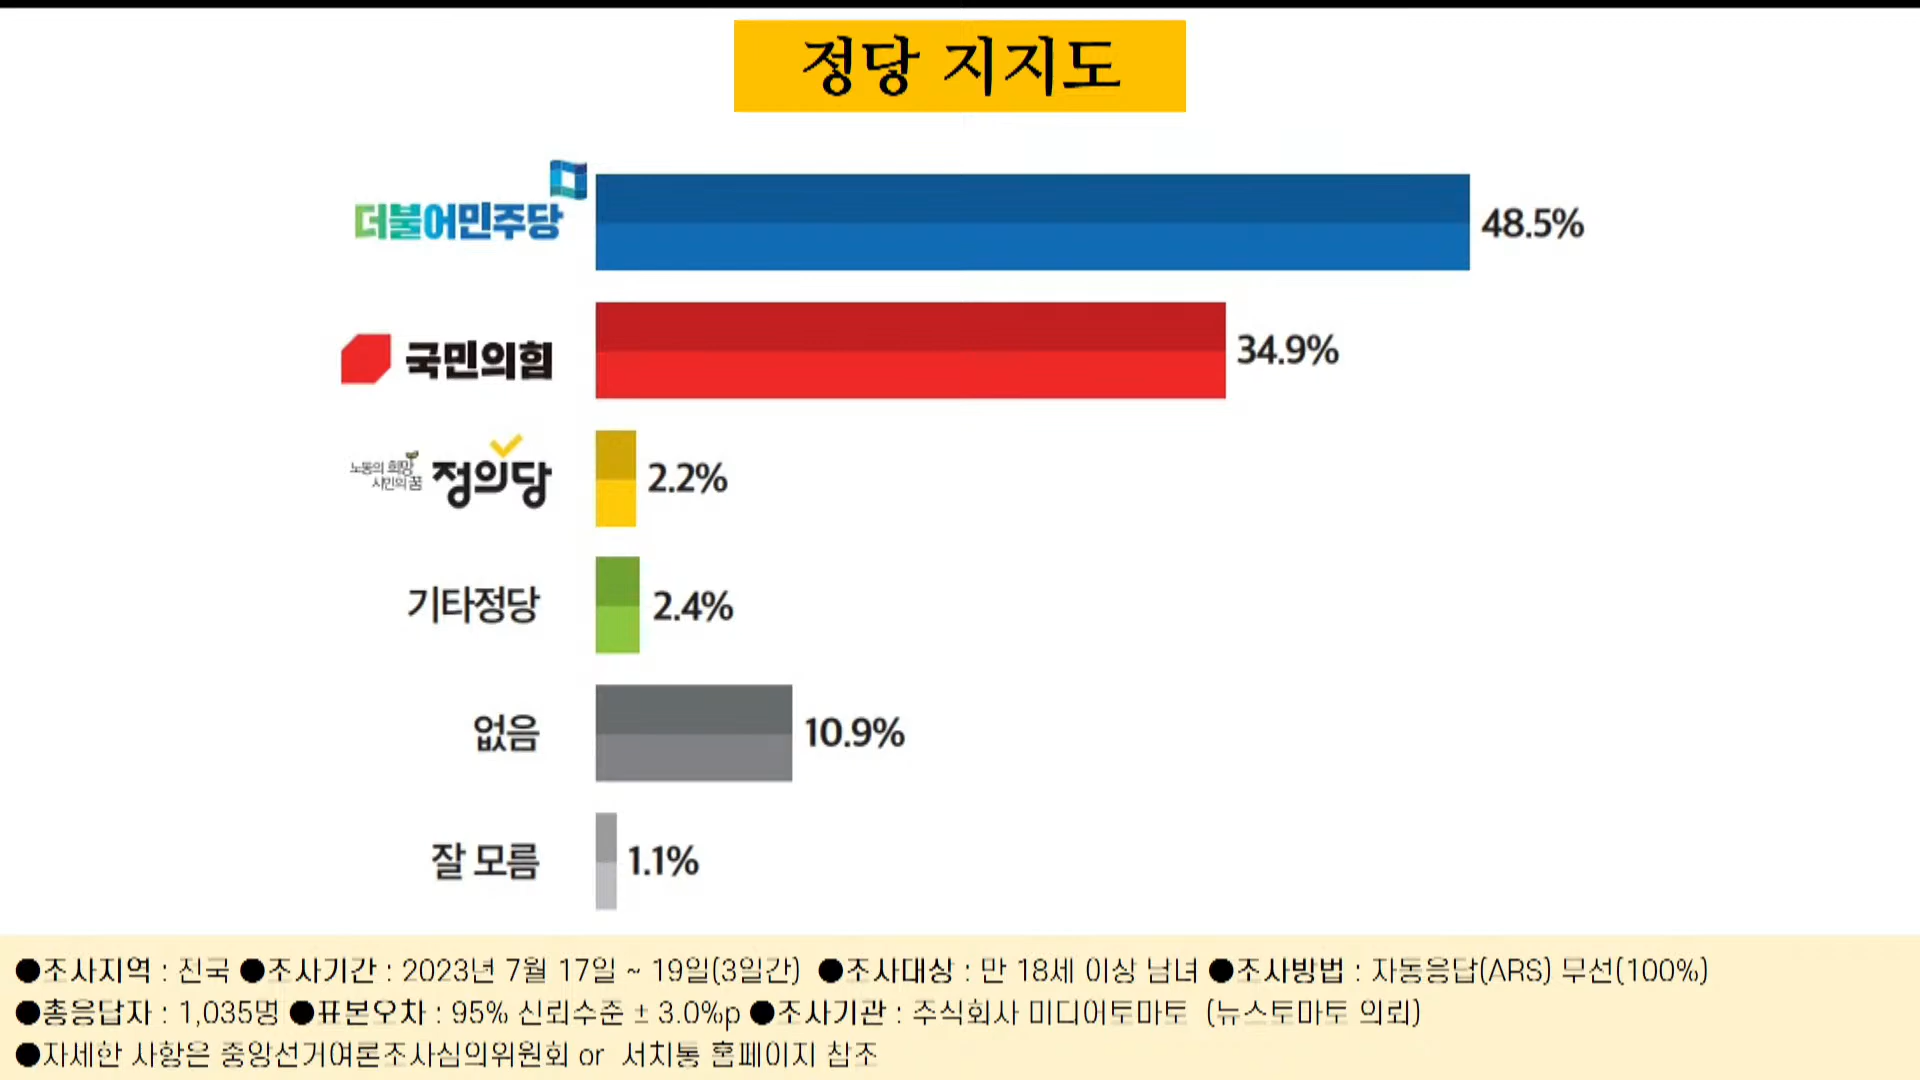 정당 지지도
더불어민주당
48.5%
국민의힘
34.9%
노동의 희망
시민의 꿈
정의당
2.2%
기타정당
2.4%
없음
10.9%
잘 모름
1.1%
●조사지역 : 전국 ●조사기간 : 2023년 7월 17일 ~ 19일(3일간) ●조사대상 : 만 18세 이상 남녀 ●조사방법 : 자동응답(ARS) 무선(100%)
●총응답자 : 1,035명 ●표본오차 : 95% 신뢰수준 ± 3.0%p ●조사기관 : 주식회사 미디어토마토 (뉴스토마토 의뢰)
●자세한 사항은 중앙선거여론조사심의위원회 or 서치통 홈페이지 참조